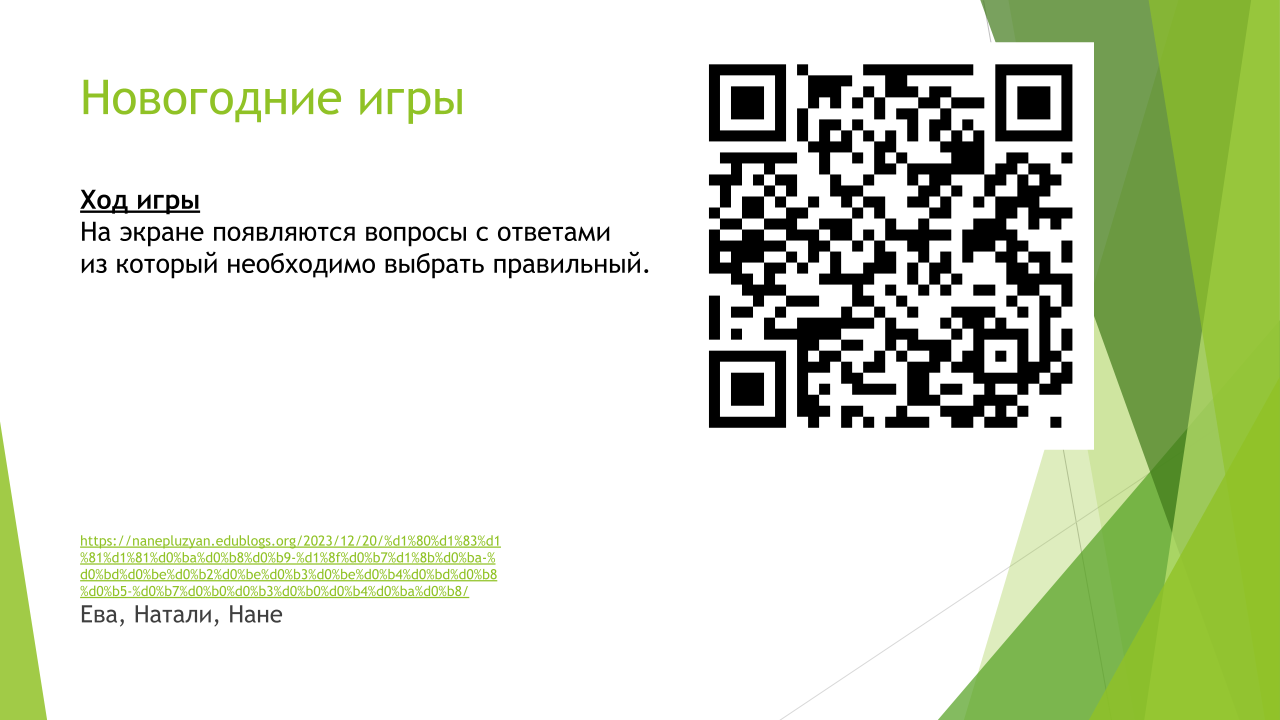 Новогодние игры
Ход игры
На экране появляются вопросы с ответами
из который необходимо выбрать правильный.
https://nanepluzyan.edublogs.org/2023/12/20/%d1%80%d1%83%d1
%81%d1%81%d0%ba%d0%b8%d0%b9-%d1%8f%d0%b7%d1%8b%d0%ba-%
d0%bd%d0%be%d0%b2%d0%be%d0%b3%d0%be%d0%b4%d0%bd%d0%b8
%d0%b5-%d0%b7%d0%b0%d0%b3%d0%b0%d0%b4%d0%ba%d0%b8/
Ева, Натали, Нане